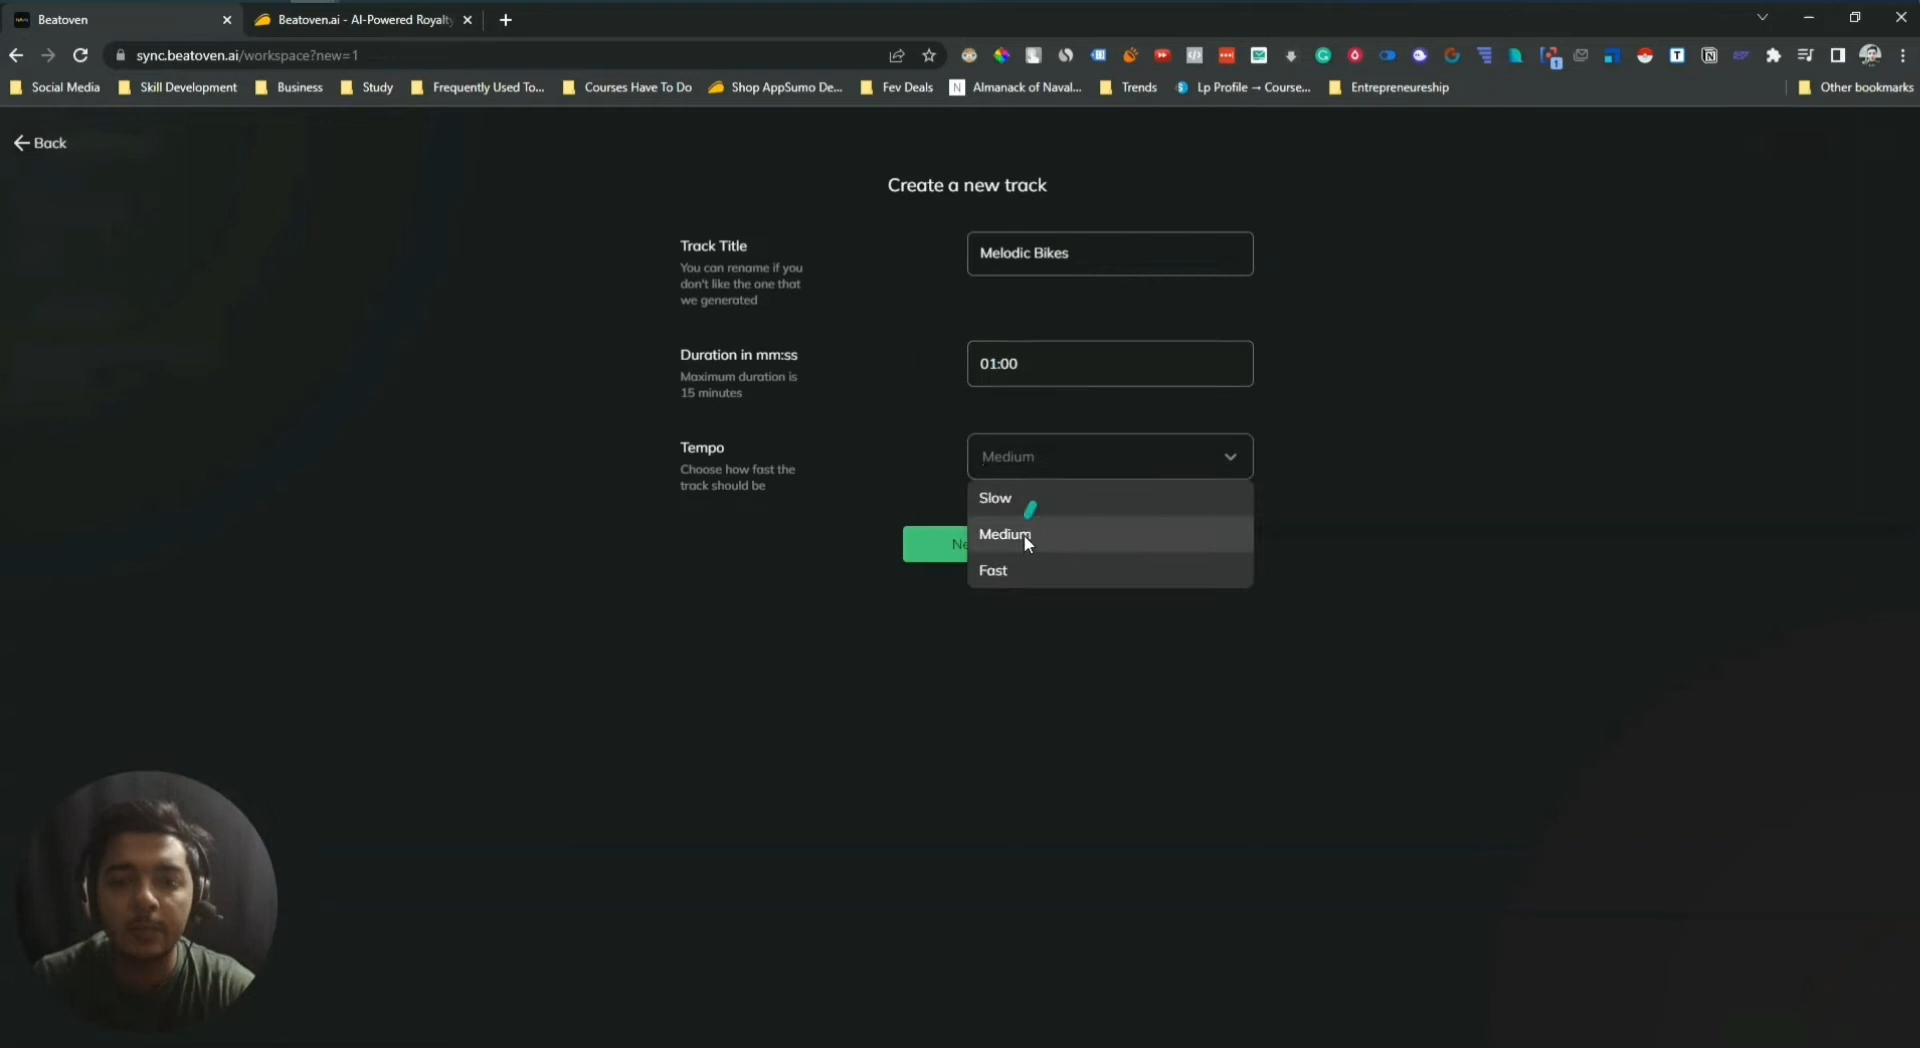 Beatoven
Beatoven.ai - AI-Powered Royalty
sync.beatoven.ai/workspace?new=1
Social Media
Skill Development
Business
Study
Frequently Used To...
Courses Have To Do
Shop AppSumo De...
Fev Deals
Almanack of Naval...
Trends
Lp Profile → Course...
Entrepreneureship
Other bookmarks
Back
Create a new track
Track Title
You can rename if you
don't like the one that
we generated
Melodic Bikes
Duration in mm:ss
Maximum duration is
15 minutes
01:00
Tempo
Choose how fast the
track should be
Medium
Slow
Medium
Fast
Ne